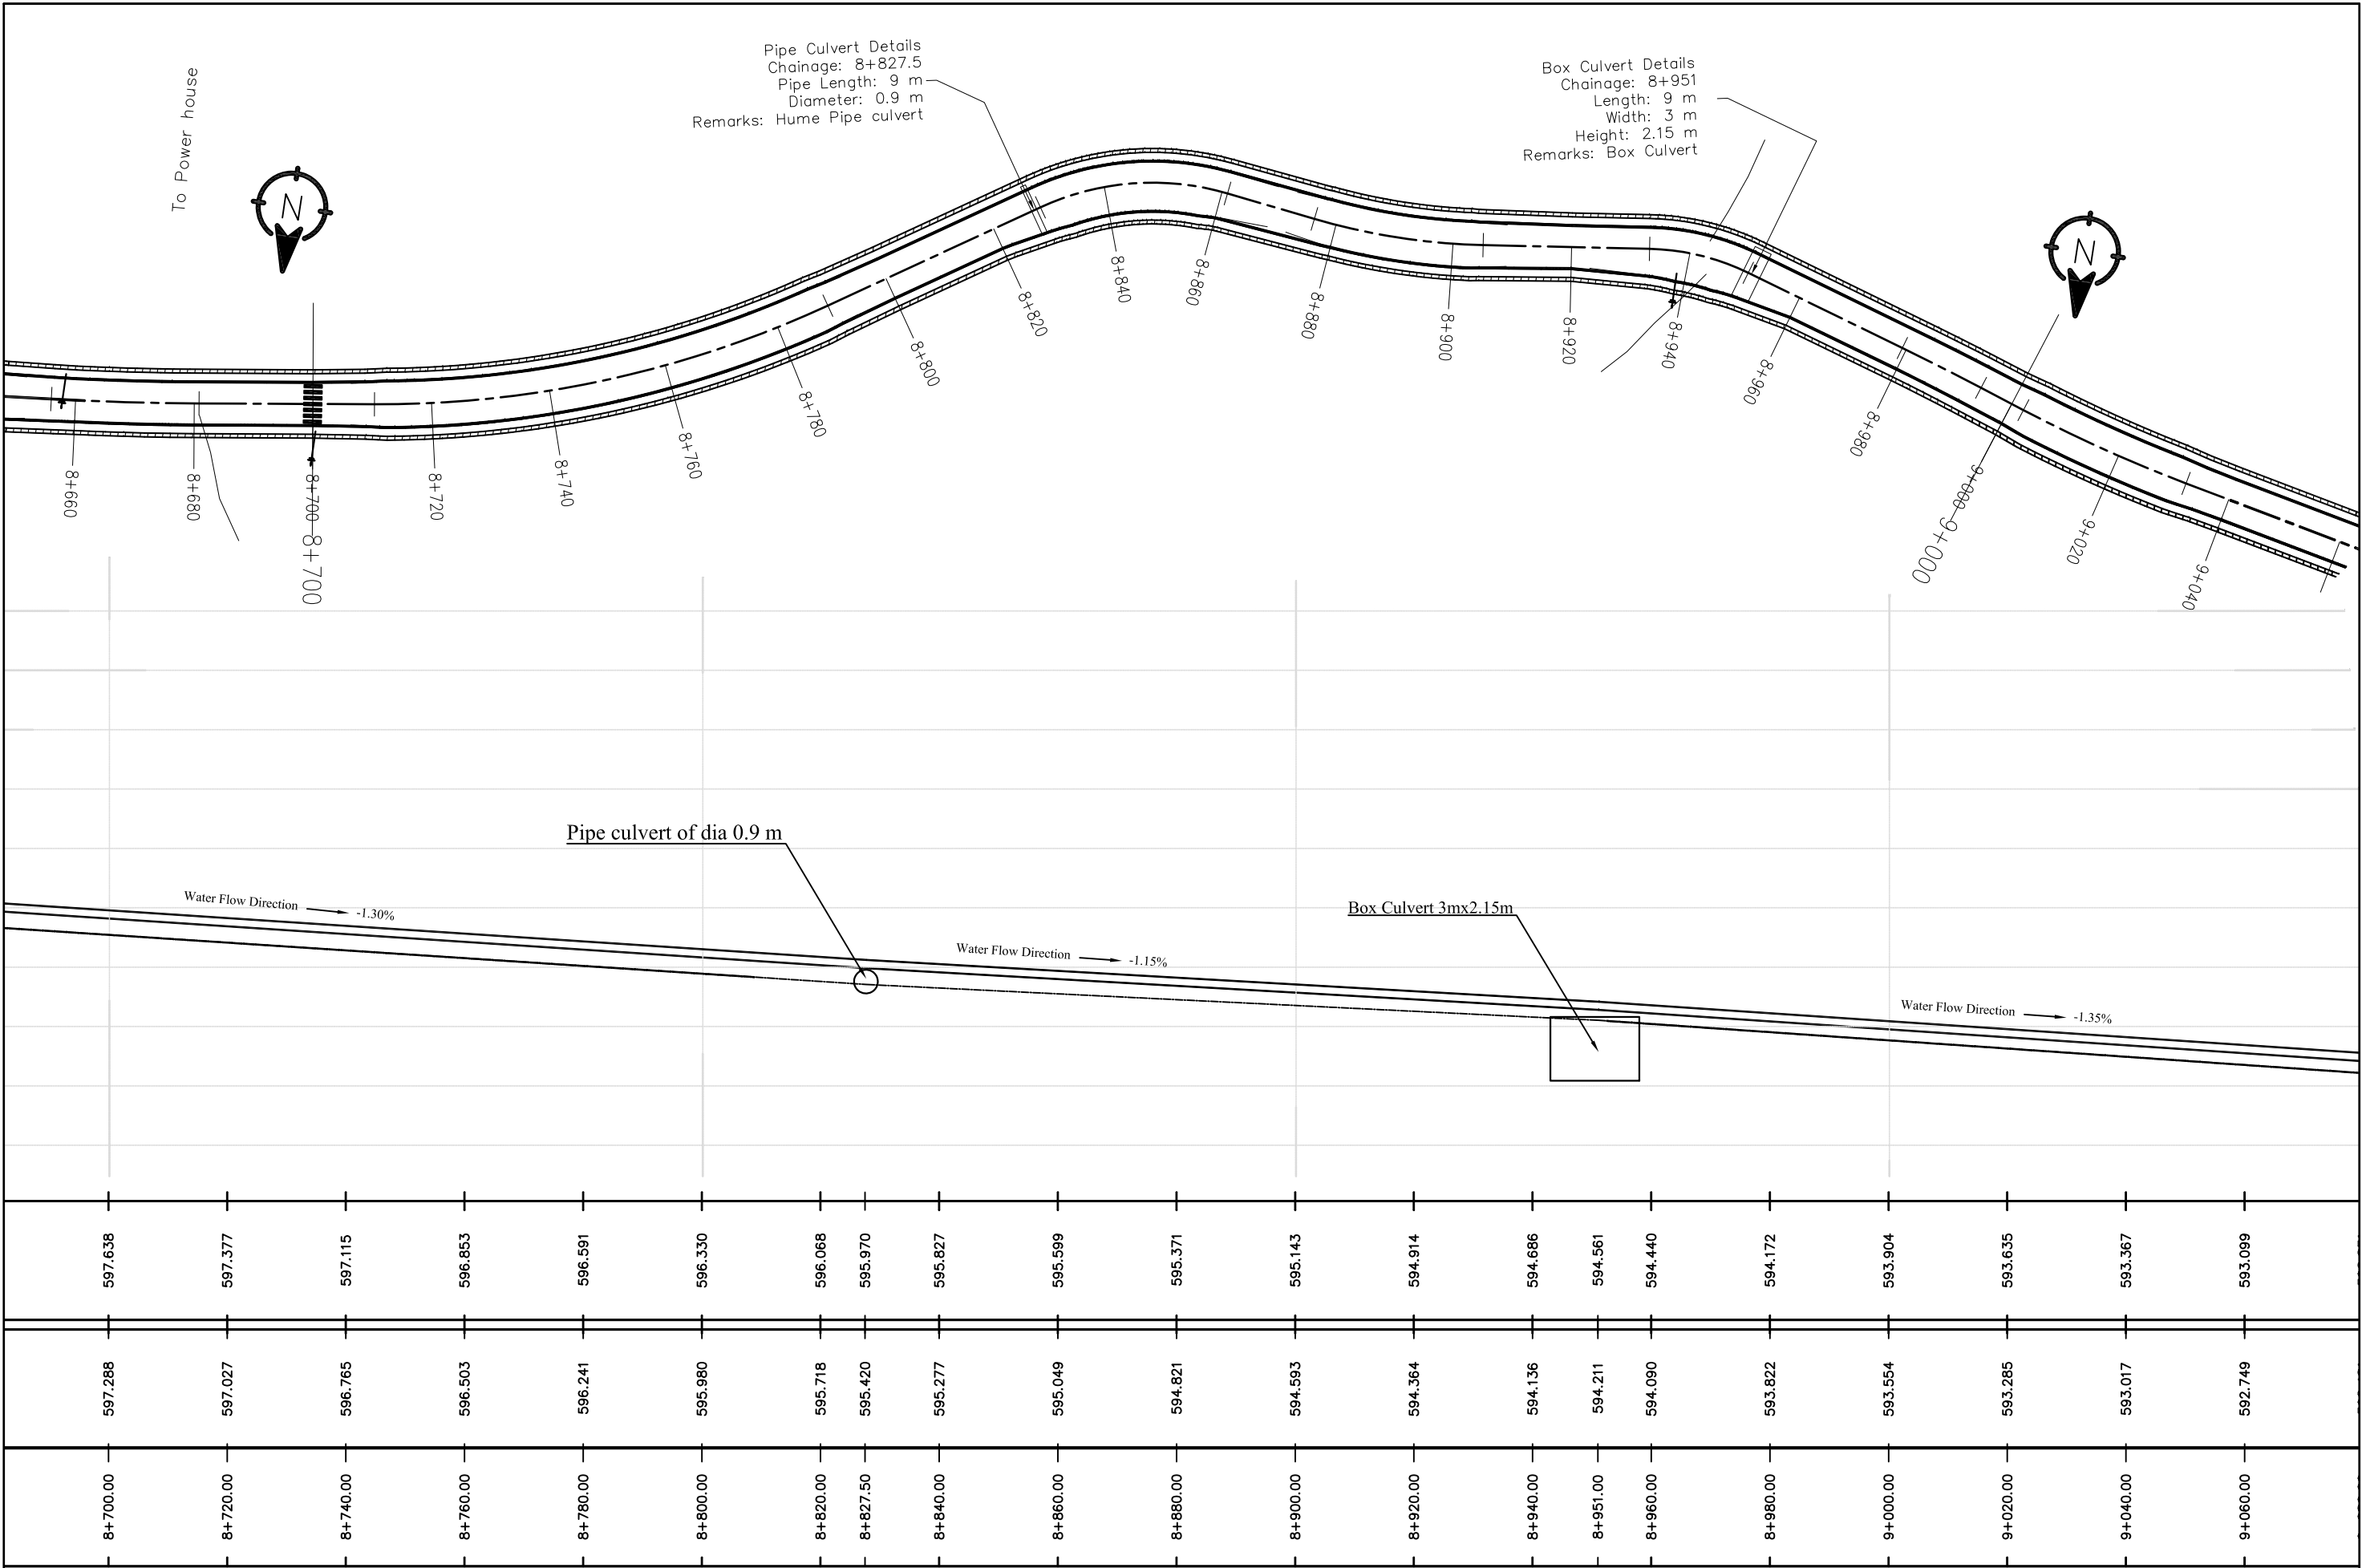 To Power house
N
Pipe Culvert Details
Chainage: 8+827.5
Pipe Length: 9 m
Diameter: 0.9 m
Remarks: Hume Pipe culvert
Box Culvert Details
Chainage: 8+951
Length: 9 m
Width: 3 m
Height: 2.15 m
Remarks: Box Culvert
N
8+660
8+680
8+700
8+700
8+720
8+740
8+760
8+780
8+800
8+820
8+840
8+860
8+880
8+900
8+920
8+940
8+960
8+980
9+000
9+000
9+020
9+040
Pipe culvert of dia 0.9 m
Water Flow Direction -1.30%
Water Flow Direction -1.15%
Box Culvert 3mx2.15m
Water Flow Direction -1.35%
597.638 597.377 597.115 596.853 596.591 596.330 596.068 595.970 595.827 595.599 595.371 595.143 594.914 594.686 594.561 594.440 594.172 593.904 593.635 593.367 593.099
597.288 597.027 596.765 596.503 596.241 595.980 595.718 595.420 595.277 595.049 594.821 594.593 594.364 594.136 594.211 594.090 593.822 593.554 593.285 593.017 592.749
8+700.00 8+720.00 8+740.00 8+760.00 8+780.00 8+800.00 8+820.00 8+827.50 8+840.00 8+860.00 8+880.00 8+900.00 8+920.00 8+940.00 8+951.00 8+960.00 8+980.00 9+000.00 9+020.00 9+040.00 9+060.00